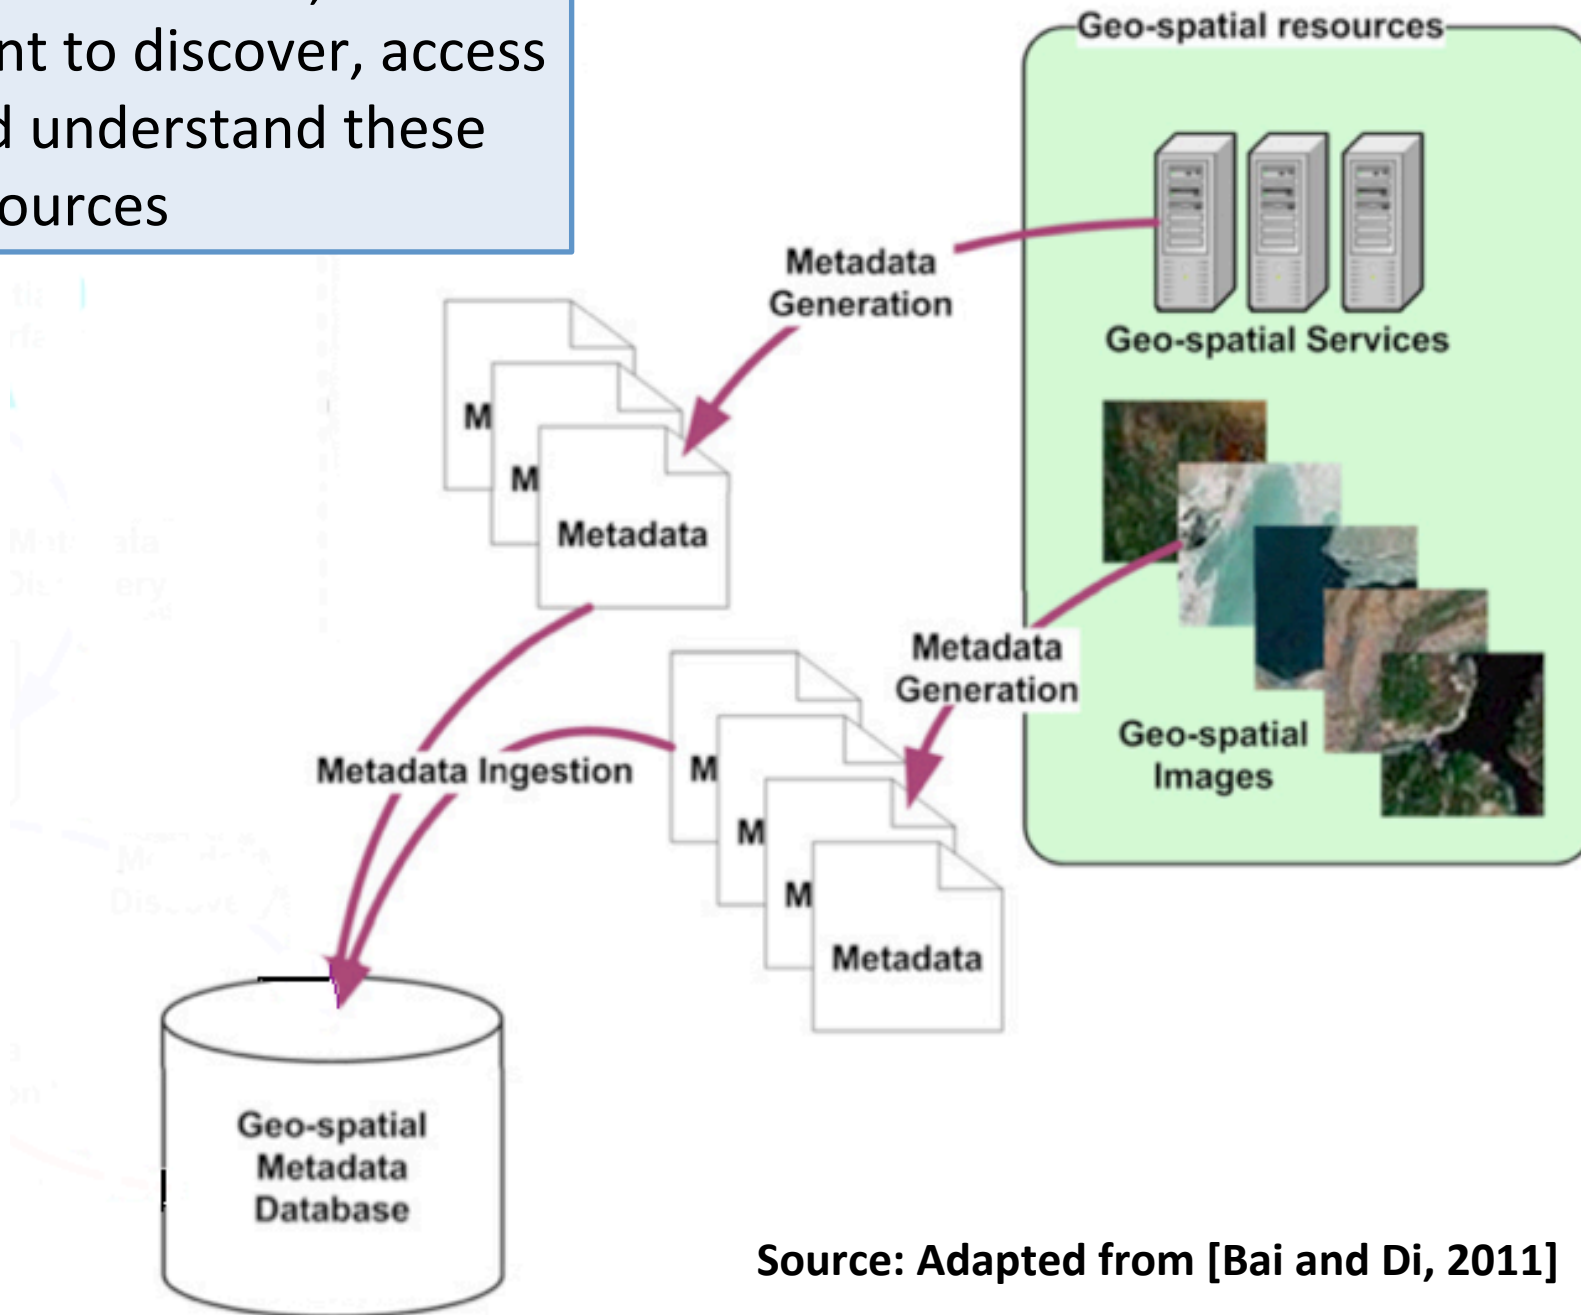 nt to discover, access
d understand these
ources
Geo-spatial resources
Metadata
Generation
Geo-spatial Services
M
M
Metadata
Metadata
Generation
Geo-spatial
Images
Metadata Ingestion
M
M
M
Metadata
Geo-spatial
Metadata
Database
Source: Adapted from [Bai and Di, 2011]